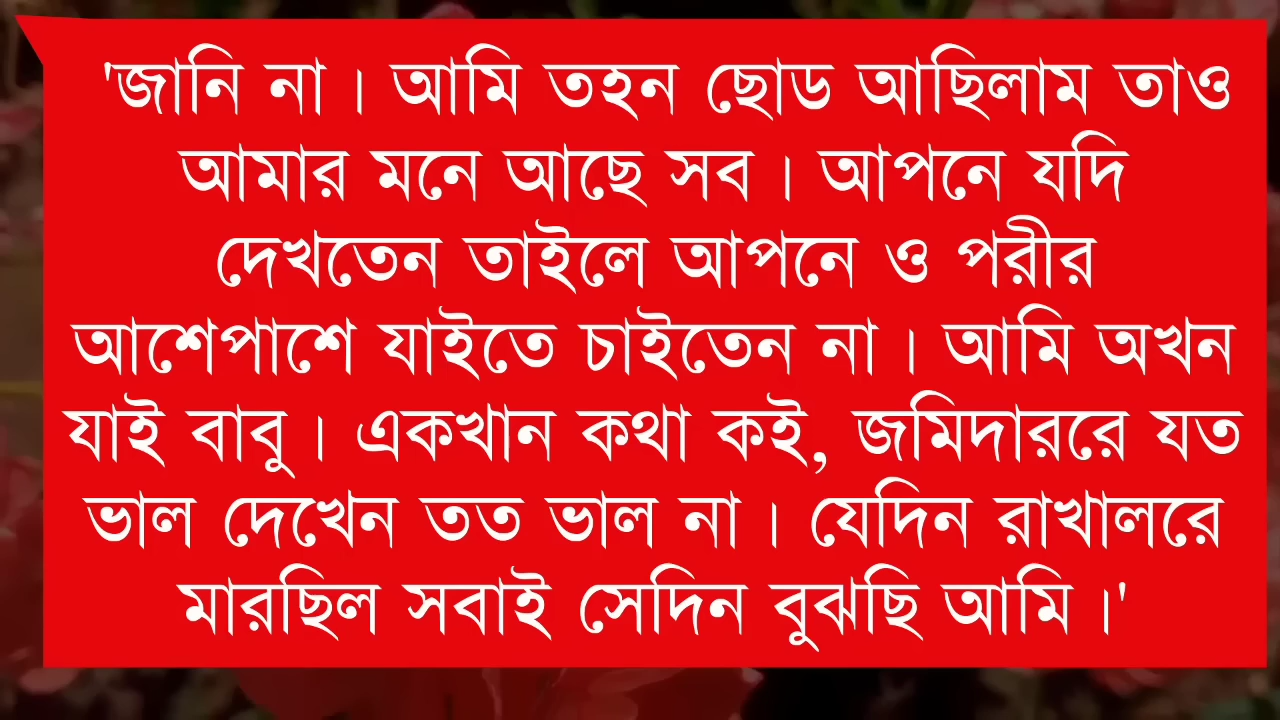 'জানি না। আমি তহন ছোড আছিলাম তাও
আমার মনে আছে সব। আপনে যদি
দেখতেন তাইলে আপনে ও পরীর
আশেপাশে যাইতে চাইতেন না। আমি অখন
যাই বাবু। একখান কথা কই, জমিদাররে যত
ভাল দেখেন তত ভাল না। যেদিন রাখালরে
মারছিল সবাই সেদিন বুঝছি আমি।'